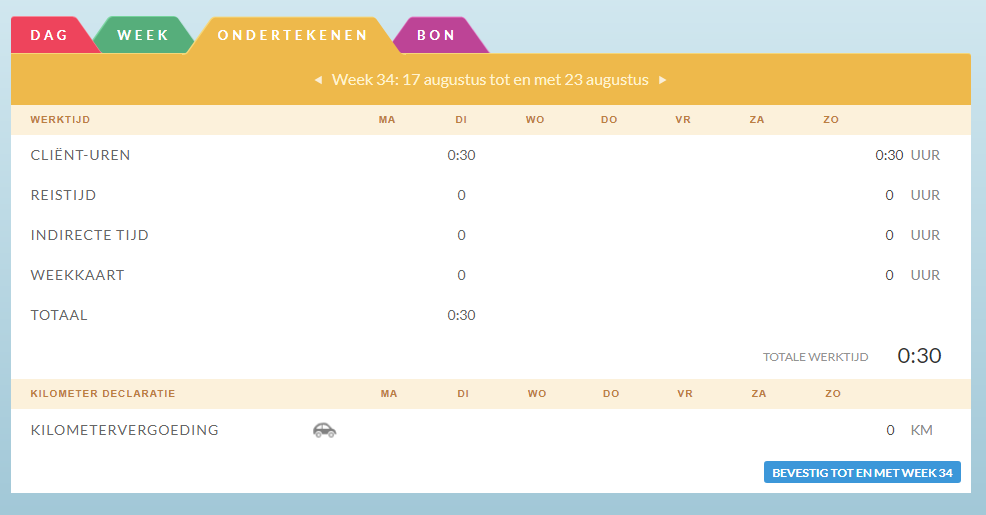 DAG WEEK ONDERTEKENEN BON
Week 34: 17 augustus tot en met 23 augustus
WERKTIJD MA DI WO DO VR ZA ZO
CLIËNT-UREN 0:30 0:30 UUR
REISTIJD 0 0 UUR
INDIRECTE TIJD 0 0 UUR
WEEKKAART 0 0 UUR
TOTAAL 0:30
TOTALE WERKTIJD 0:30
KILOMETER DECLARATIE MA DI WO DO VR ZA ZO
KILOMETERVERGOEDING 0 KM
BEVESTIG TOT EN MET WEEK 34